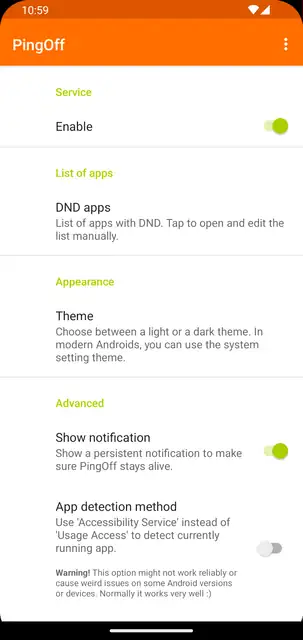 10:59
PingOff
Service
Enable
List of apps
DND apps
List of apps with DND. Tap to open and edit the
list manually.
Appearance
Theme
Choose between a light or a dark theme. In
modern Androids, you can use the system
setting theme.
Advanced
Show notification
Show a persistent notification to make
sure PingOff stays alive.
App detection method
Use 'Accessibility Service' instead of
'Usage Access' to detect currently
running app.
Warning! This option might not work reliably or
cause weird issues on some Android versions
or devices. Normally it works very well :)